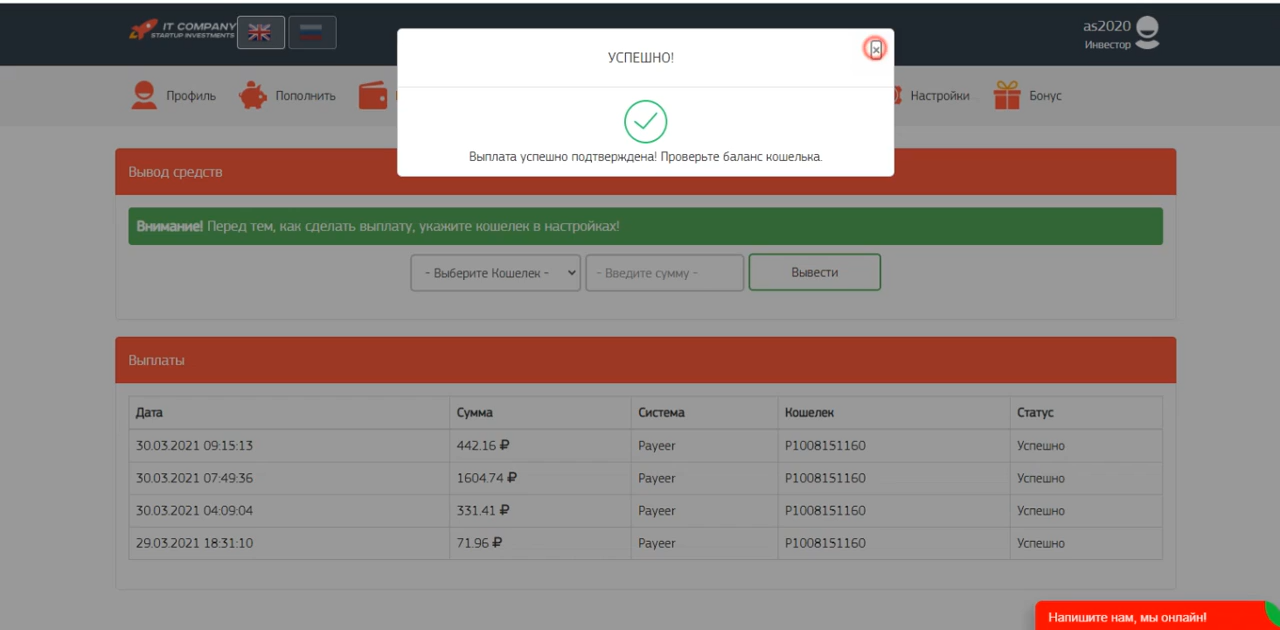 IT COMPANY
STARTUP INVESTMENTS
as2020
Инвестор
УСПЕШНО!
Профиль
Пополнить
Настройки
Бонус
Выплата успешно подтверждена! Проверьте баланс кошелька.
Вывод средств
Внимание! Перед тем, как сделать выплату, укажите кошелек в настройках!
- Выберите Кошелек - - Введите сумму - Вывести
Выплаты
Дата Сумма Система Кошелек Статус
30.03.2021 09:15:13 442.16 ₽ Payeer P1008151160 Успешно
30.03.2021 07:49:36 1604.74 ₽ Payeer P1008151160 Успешно
30.03.2021 04:09:04 331.41 ₽ Payeer P1008151160 Успешно
29.03.2021 18:31:10 71.96 ₽ Payeer P1008151160 Успешно
Напишите нам, мы онлайн!